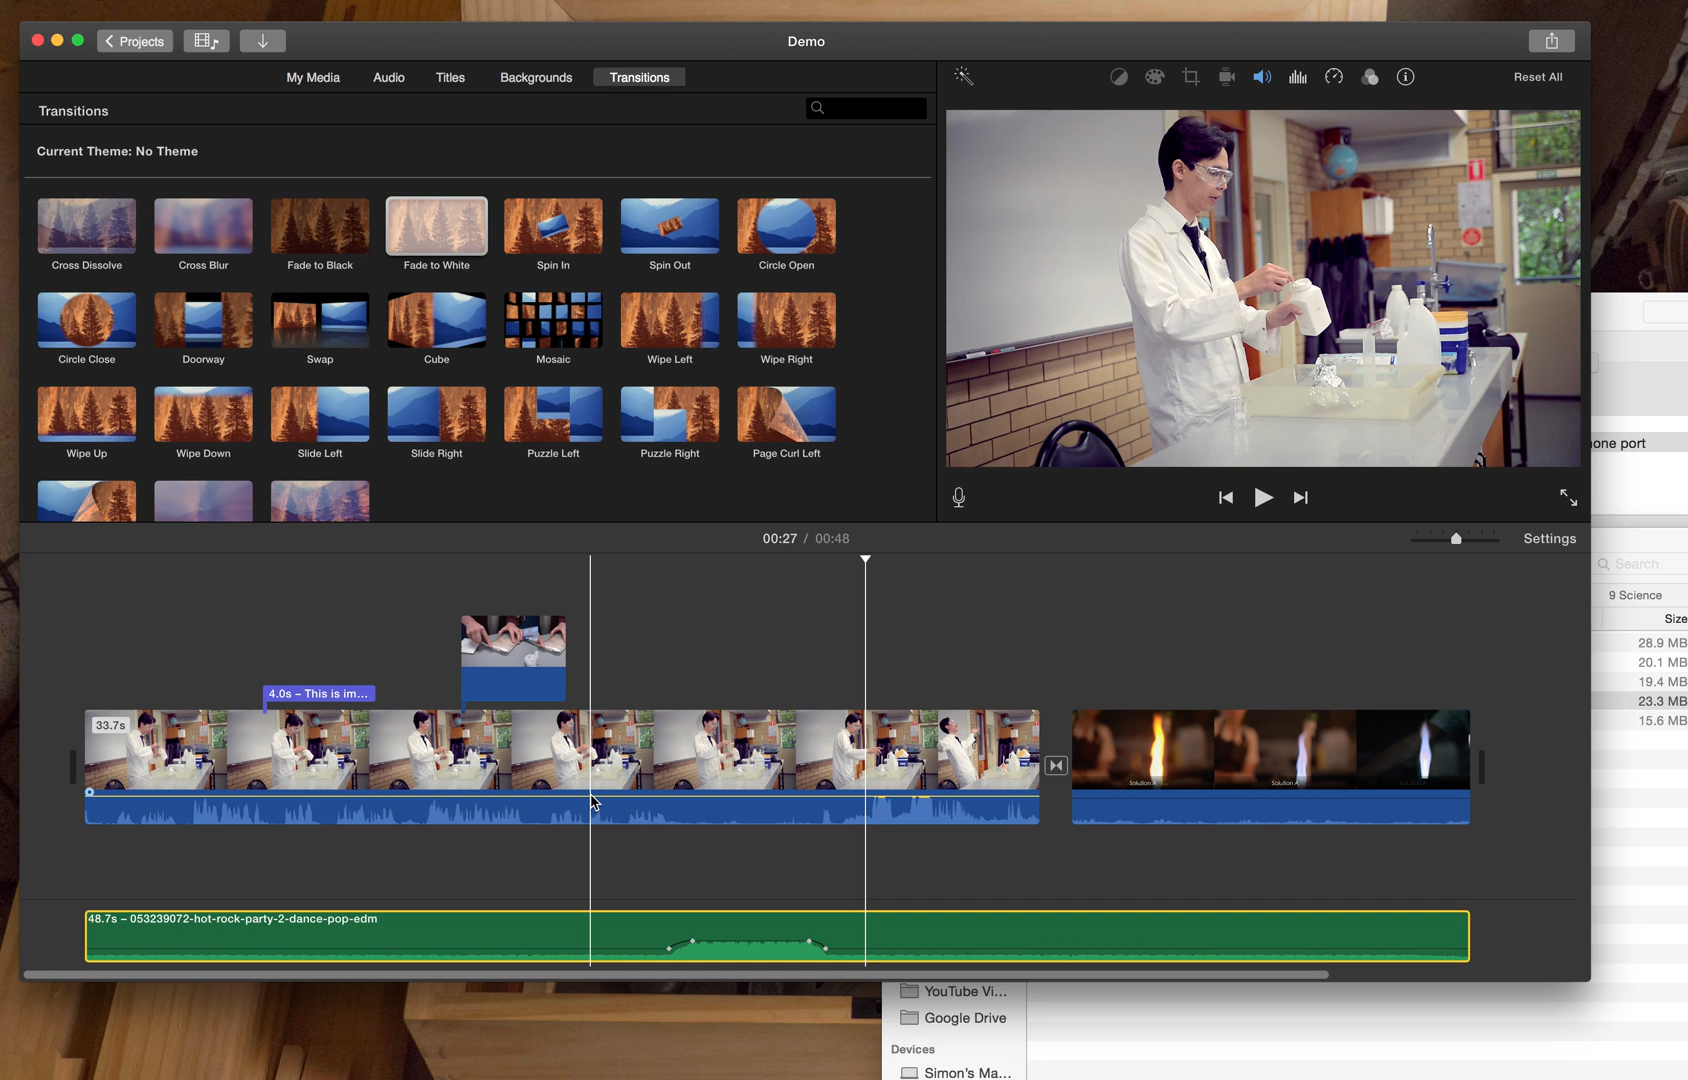 Projects
Demo
My Media Audio Titles Backgrounds Transitions
Reset All
Transitions
Current Theme: No Theme
Cross Dissolve Cross Blur Fade to Black Fade to White Spin In Spin Out Circle Open
Circle Close Doorway Swap Cube Mosaic Wipe Left Wipe Right
Wipe Up Wipe Down Slide Left Slide Right Puzzle Left Puzzle Right Page Curl Left
00:27 / 00:48
Settings
4.0s – This is im...
33.7s
Solution A Solution A Solution A
48.7s – 053239072-hot-rock-party-2-dance-pop-edm
one port
Search
9 Science
Size
28.9 MB
20.1 MB
19.4 MB
23.3 MB
15.6 MB
YouTube Vi...
Google Drive
Devices
Simon's Ma...